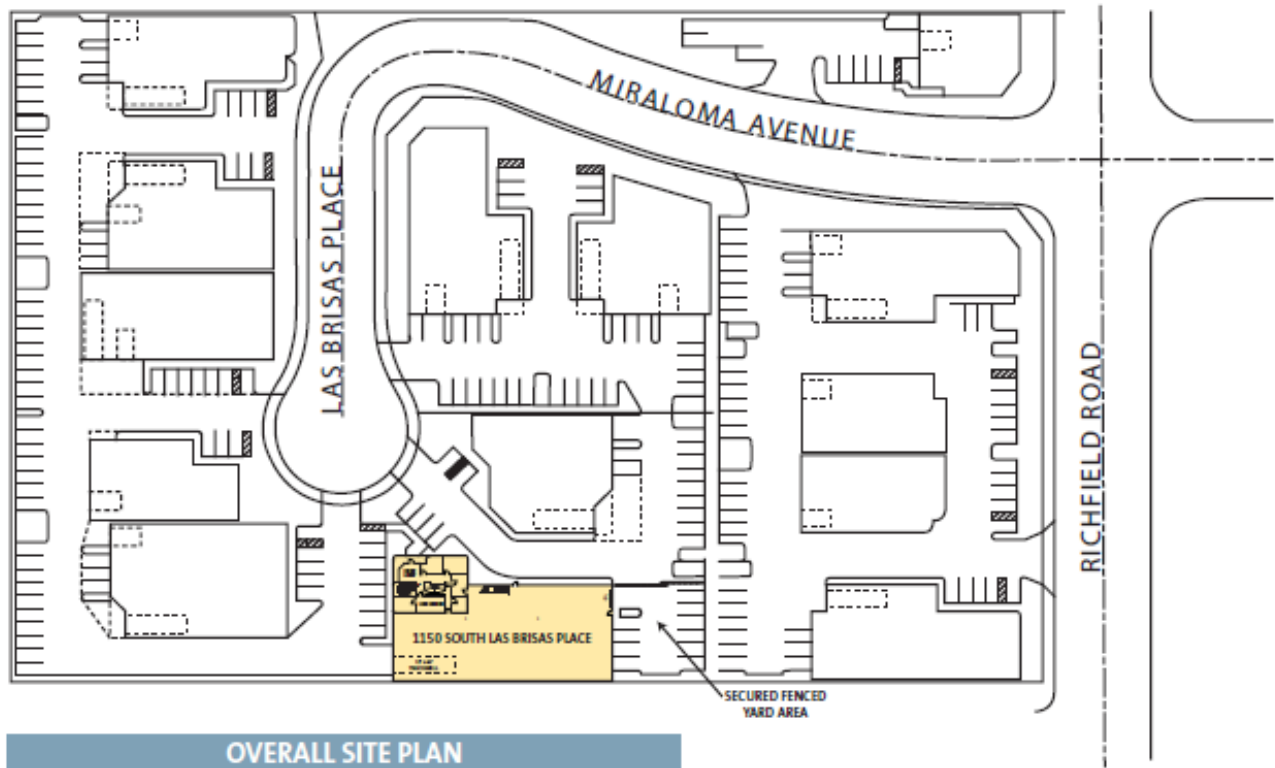 MIRALOMA AVENUE
LAS BRISAS PLACE
RICHFIELD ROAD
1150 SOUTH LAS BRISAS PLACE
SECURED FENCED
YARD AREA
OVERALL SITE PLAN